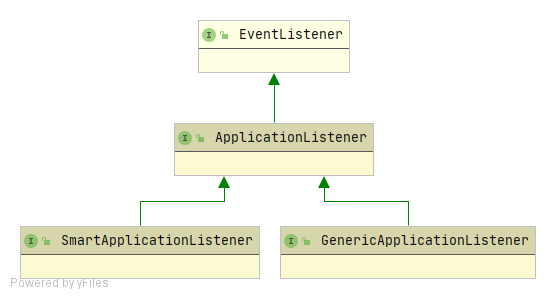 EventListener
ApplicationListener
SmartApplicationListener
GenericApplicationListener
Powered by yFiles